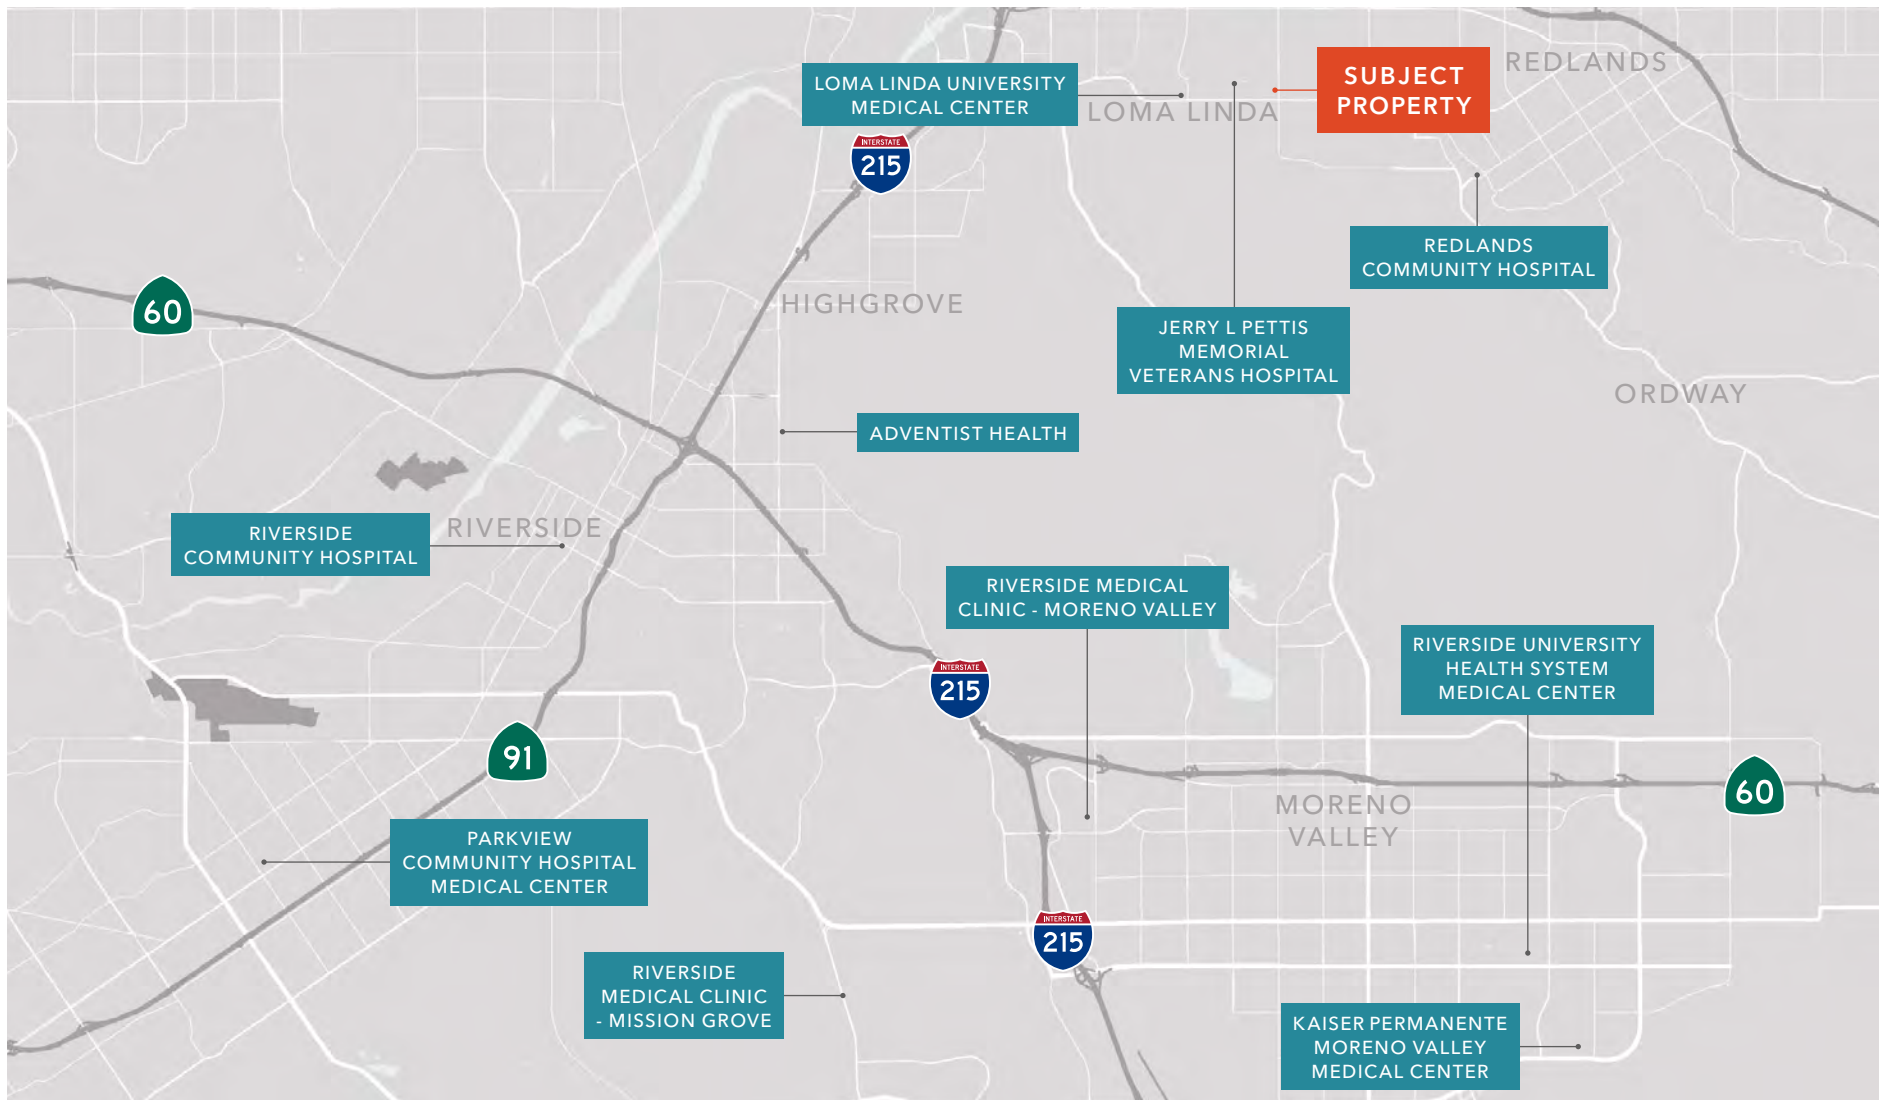 REDLANDS
SUBJECT
PROPERTY
LOMA LINDA UNIVERSITY
MEDICAL CENTER
LOMA LINDA
INTERSTATE
215
REDLANDS
COMMUNITY HOSPITAL
60
HIGHGROVE
JERRY L PETTIS
MEMORIAL
VETERANS HOSPITAL
ORDWAY
ADVENTIST HEALTH
RIVERSIDE
COMMUNITY HOSPITAL
RIVERSIDE
RIVERSIDE MEDICAL
CLINIC - MORENO VALLEY
RIVERSIDE UNIVERSITY
HEALTH SYSTEM
MEDICAL CENTER
INTERSTATE
215
91
60
MORENO
VALLEY
PARKVIEW
COMMUNITY HOSPITAL
MEDICAL CENTER
INTERSTATE
215
RIVERSIDE
MEDICAL CLINIC
- MISSION GROVE
KAISER PERMANENTE
MORENO VALLEY
MEDICAL CENTER